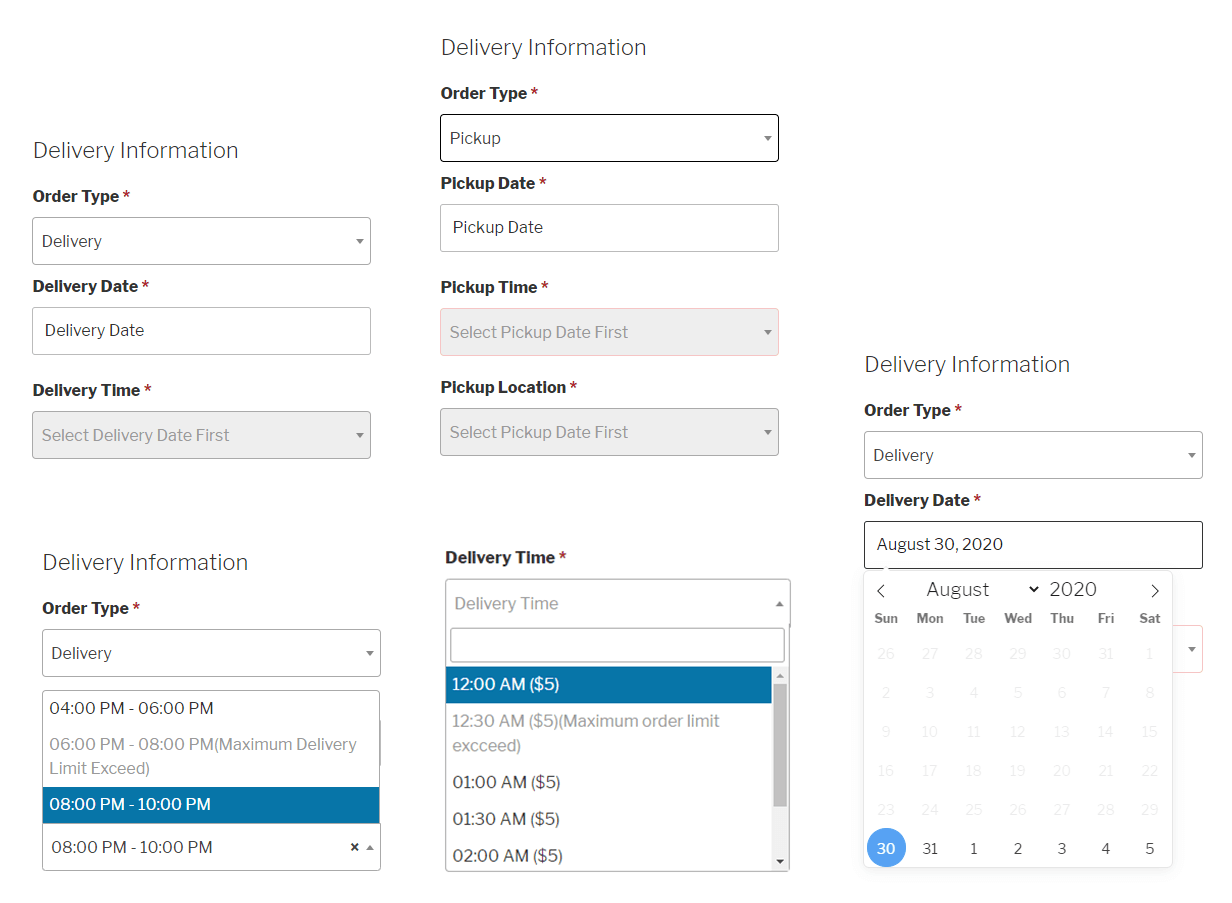 Delivery Information
Order Type *
Delivery
Delivery Date *
Delivery Date
Delivery Time *
Select Delivery Date First
Delivery Information
Order Type *
Pickup
Pickup Date *
Pickup Date
Pickup Time *
Select Pickup Date First
Pickup Location *
Select Pickup Date First
Delivery Information
Order Type *
Delivery
04:00 PM - 06:00 PM
06:00 PM - 08:00 PM(Maximum Delivery
Limit Exceed)
08:00 PM - 10:00 PM
08:00 PM - 10:00 PM ×
Delivery Time *
Delivery Time
12:00 AM ($5)
12:30 AM ($5)(Maximum order limit
excceed)
01:00 AM ($5)
01:30 AM ($5)
02:00 AM ($5)
Delivery Information
Order Type *
Delivery
Delivery Date *
August 30, 2020
August 2020
Sun Mon Tue Wed Thu Fri Sat
26 27 28 29 30 31 1
2 3 4 5 6 7 8
9 10 11 12 13 14 15
16 17 18 19 20 21 22
23 24 25 26 27 28 29
30 31 1 2 3 4 5